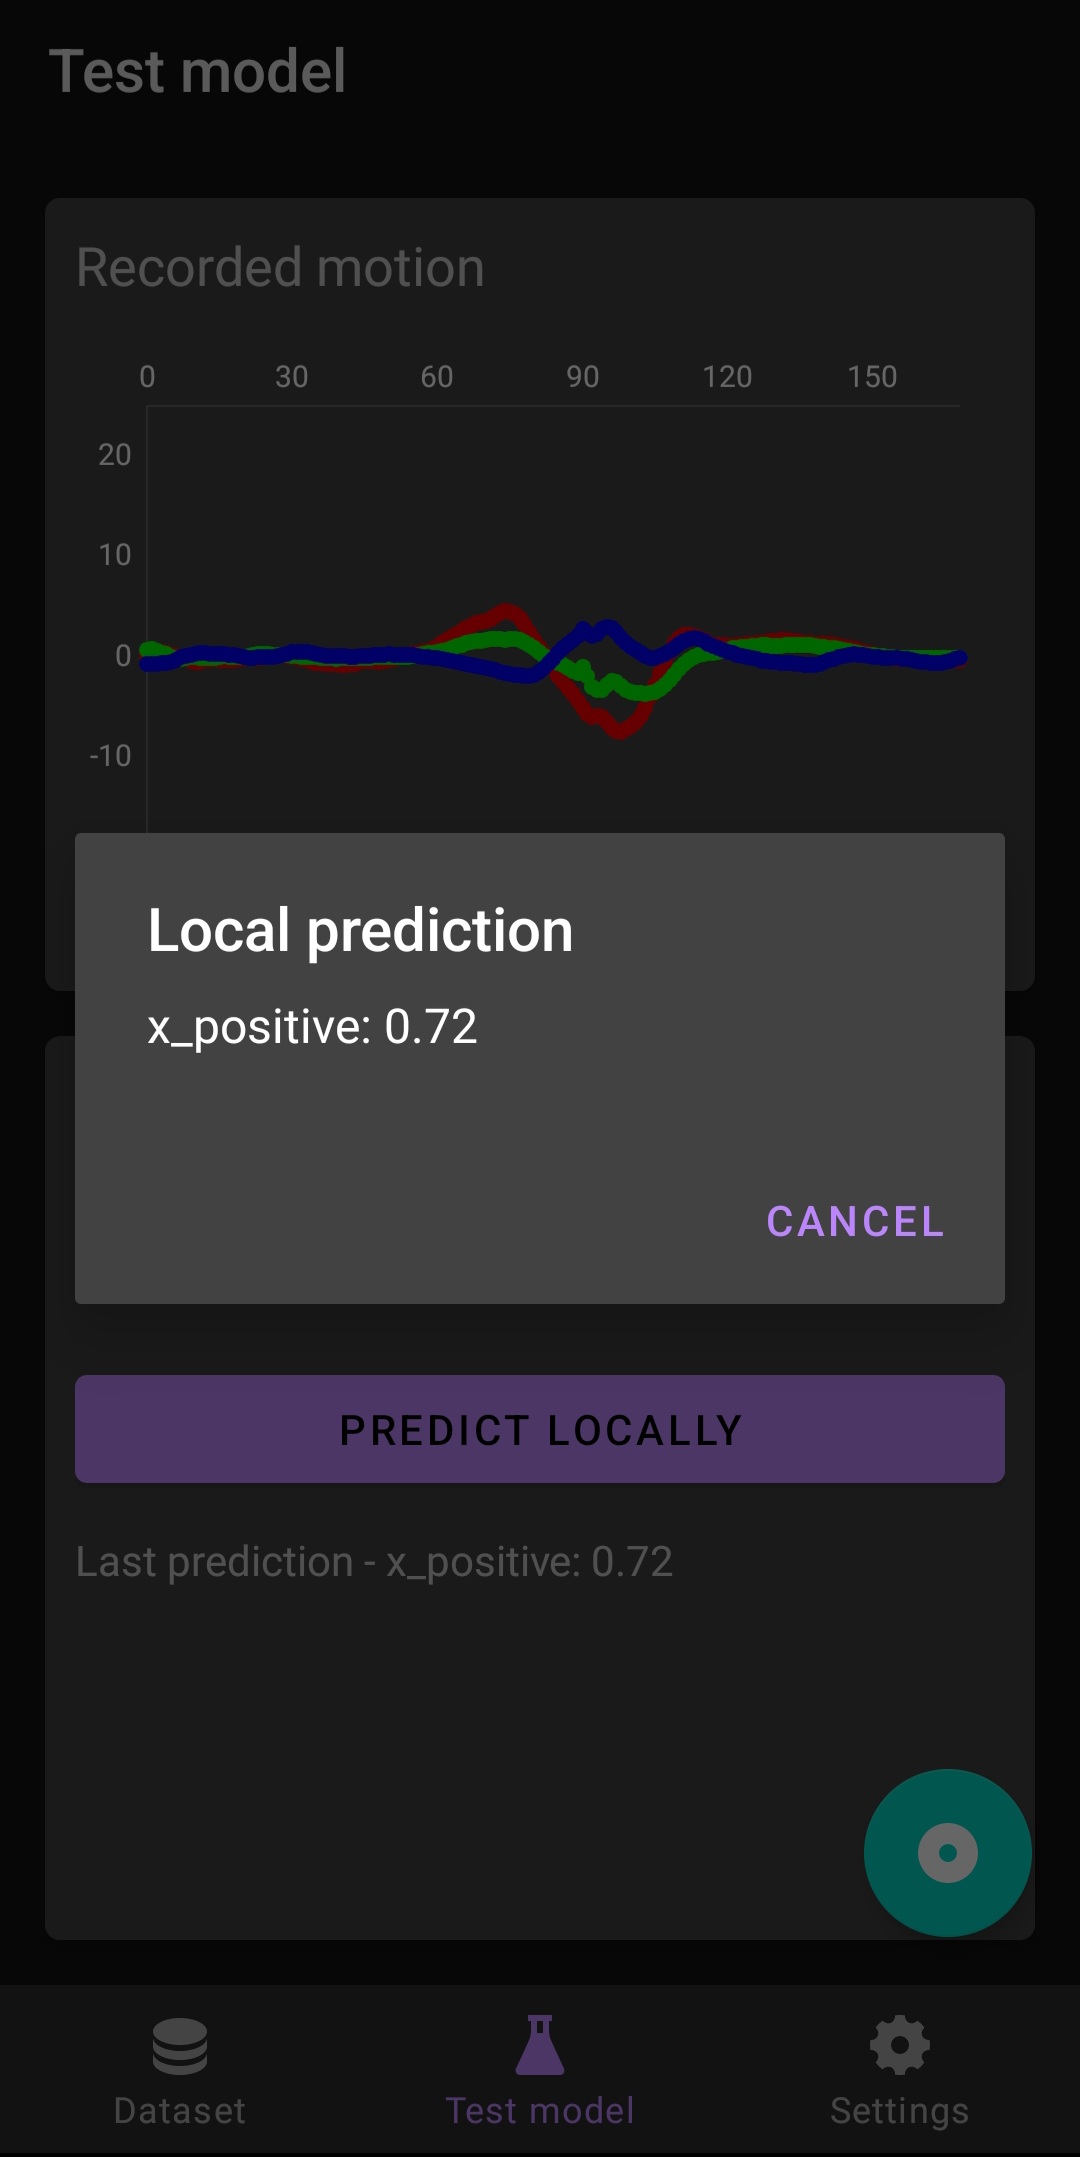 Test model
Recorded motion
0 30 60 90 120 150
20
10
0
-10
Local prediction
x_positive: 0.72
CANCEL
PREDICT LOCALLY
Last prediction - x_positive: 0.72
Dataset Test model Settings